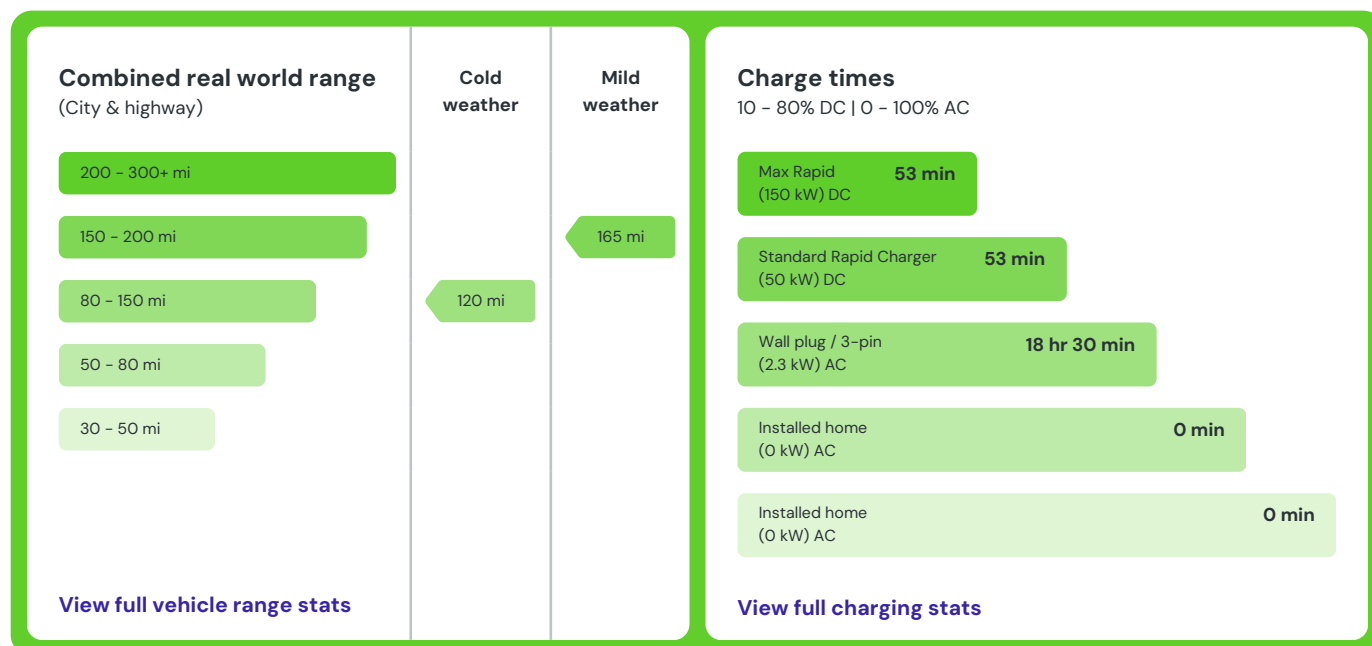 Combined real world range
(City & highway)
Cold
weather
Mild
weather
200 - 300+ mi
150 - 200 mi
165 mi
80 - 150 mi
120 mi
50 - 80 mi
30 - 50 mi
View full vehicle range stats
Charge times
10 - 80% DC | 0 - 100% AC
Max Rapid
(150 kW) DC
53 min
Standard Rapid Charger
(50 kW) DC
53 min
Wall plug / 3-pin
(2.3 kW) AC
18 hr 30 min
Installed home
(0 kW) AC
0 min
Installed home
(0 kW) AC
0 min
View full charging stats